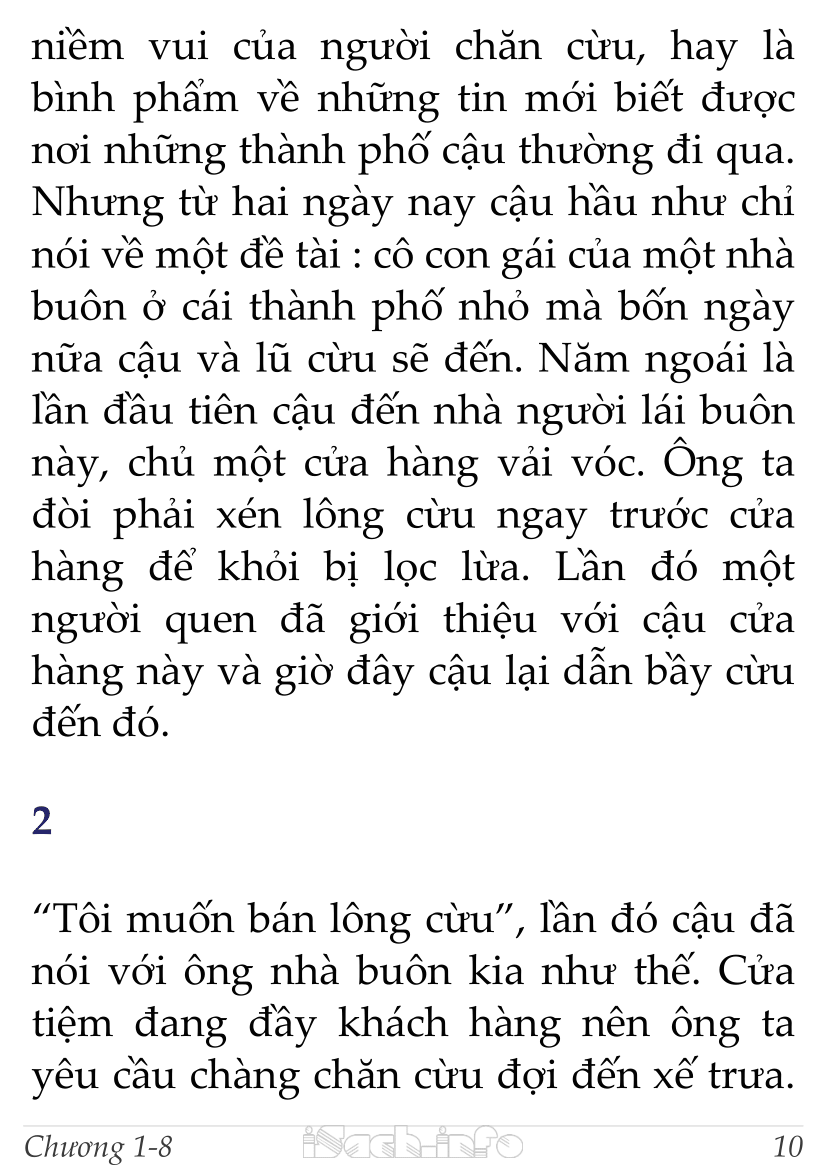 niềm vui của người chăn cừu, hay là
bình phẩm về những tin mới biết được
nơi những thành phố cậu thường đi qua.
Nhưng từ hai ngày nay cậu hầu như chỉ
nói về một đề tài : cô con gái của một nhà
buôn ở cái thành phố nhỏ mà bốn ngày
nữa cậu và lũ cừu sẽ đến. Năm ngoái là
lần đầu tiên cậu đến nhà người lái buôn
này, chủ một cửa hàng vải vóc. Ông ta
đòi phải xén lông cừu ngay trước cửa
hàng để khỏi bị lọc lừa. Lần đó một
người quen đã giới thiệu với cậu cửa
hàng này và giờ đây cậu lại dẫn bầy cừu
đến đó.
2
“Tôi muốn bán lông cừu”, lần đó cậu đã
nói với ông nhà buôn kia như thế. Cửa
tiệm đang đầy khách hàng nên ông ta
yêu cầu chàng chăn cừu đợi đến xế trưa.
Chương 1-8 iSach.info 10